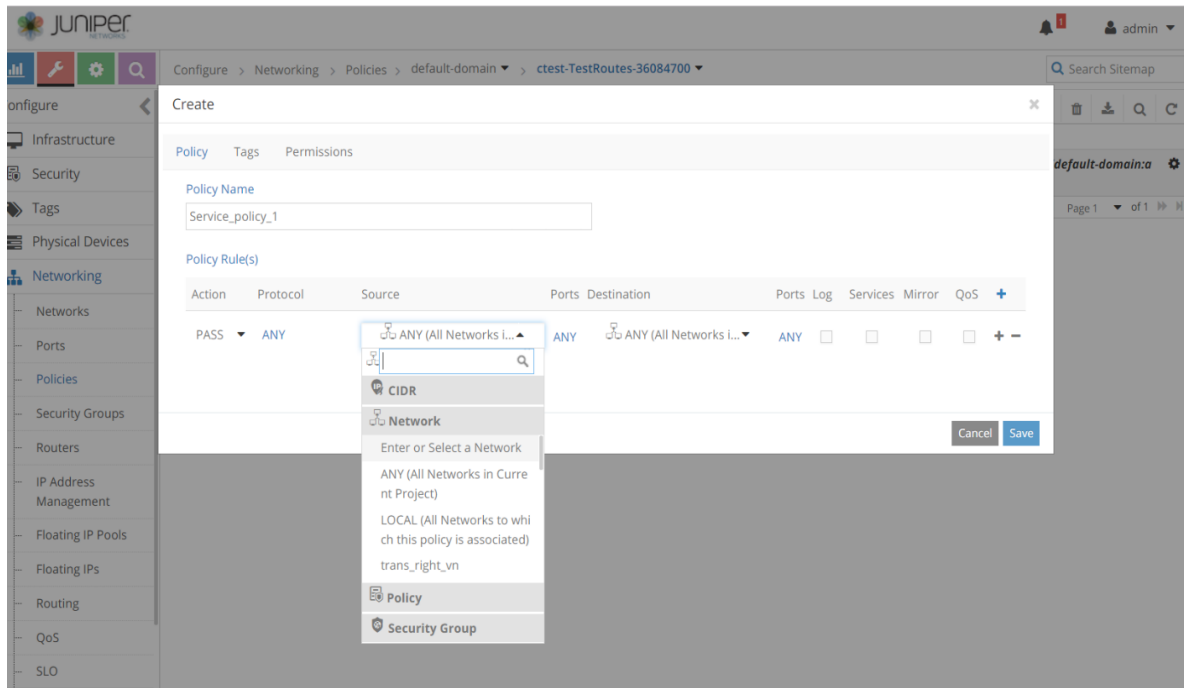 JUNIPER
NETWORKS
1
admin
Configure > Networking > Policies > default-domain > ctest-TestRoutes-36084700
Search Sitemap
onfigure
Create
×
Infrastructure
Policy Tags Permissions
default-domain:a
Security
Policy Name
Tags
Service_policy_1
Page 1 of 1
Physical Devices
Policy Rule(s)
Networking
Action Protocol Source Ports Destination Ports Log Services Mirror QoS +
Networks
PASS ANY ANY (All Networks i... ANY ANY (All Networks i... ANY + −
Ports
CIDR
Policies
Network
Security Groups
Cancel Save
Enter or Select a Network
Routers
ANY (All Networks in Curre
nt Project)
IP Address
Management
LOCAL (All Networks to whi
ch this policy is associated)
Floating IP Pools
trans_right_vn
Floating IPs
Policy
Routing
Security Group
QoS
SLO